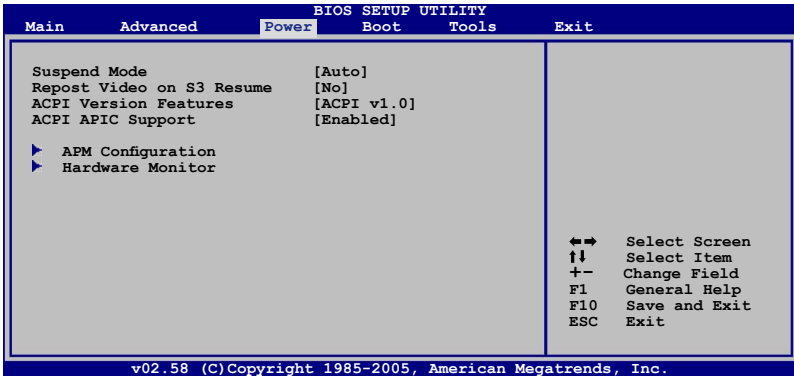 BIOS SETUP UTILITY
Main Advanced Power Boot Tools Exit
Suspend Mode [Auto]
Repost Video on S3 Resume [No]
ACPI Version Features [ACPI v1.0]
ACPI APIC Support [Enabled]
APM Configuration
Hardware Monitor
←→ Select Screen
↑↓ Select Item
+- Change Field
F1 General Help
F10 Save and Exit
ESC Exit
v02.58 (C)Copyright 1985-2005, American Megatrends, Inc.